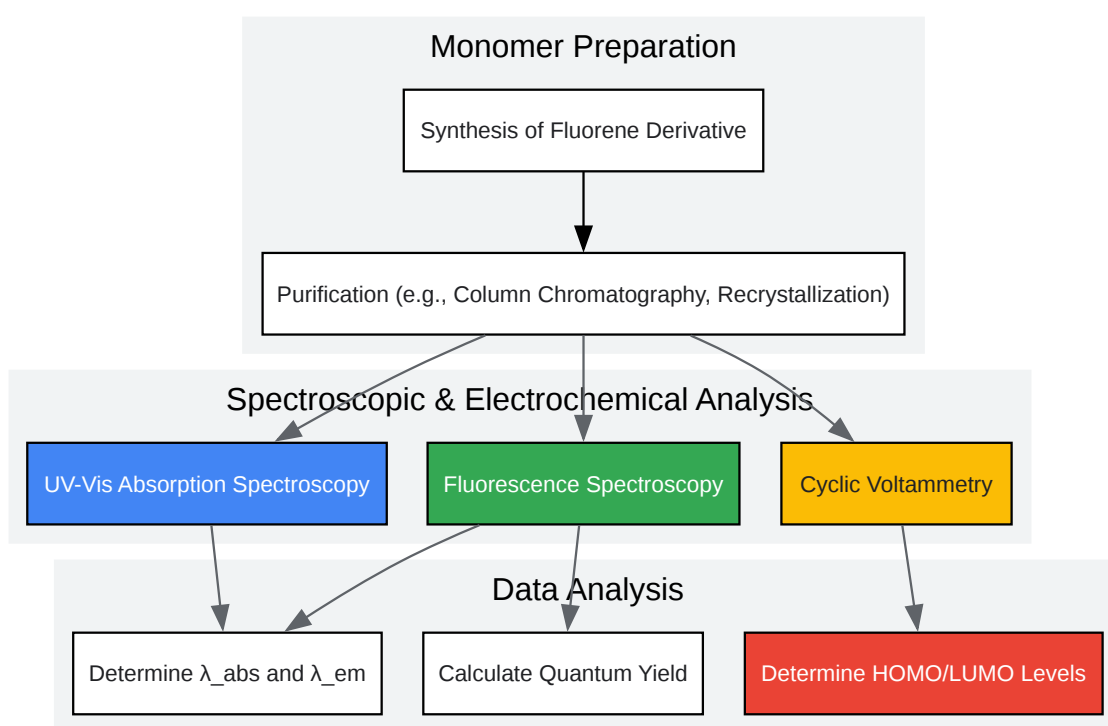 Monomer Preparation
Synthesis of Fluorene Derivative
Purification (e.g., Column Chromatography, Recrystallization)
Spectroscopic & Electrochemical Analysis
UV-Vis Absorption Spectroscopy
Fluorescence Spectroscopy
Cyclic Voltammetry
Data Analysis
Determine λ_abs and λ_em
Calculate Quantum Yield
Determine HOMO/LUMO Levels